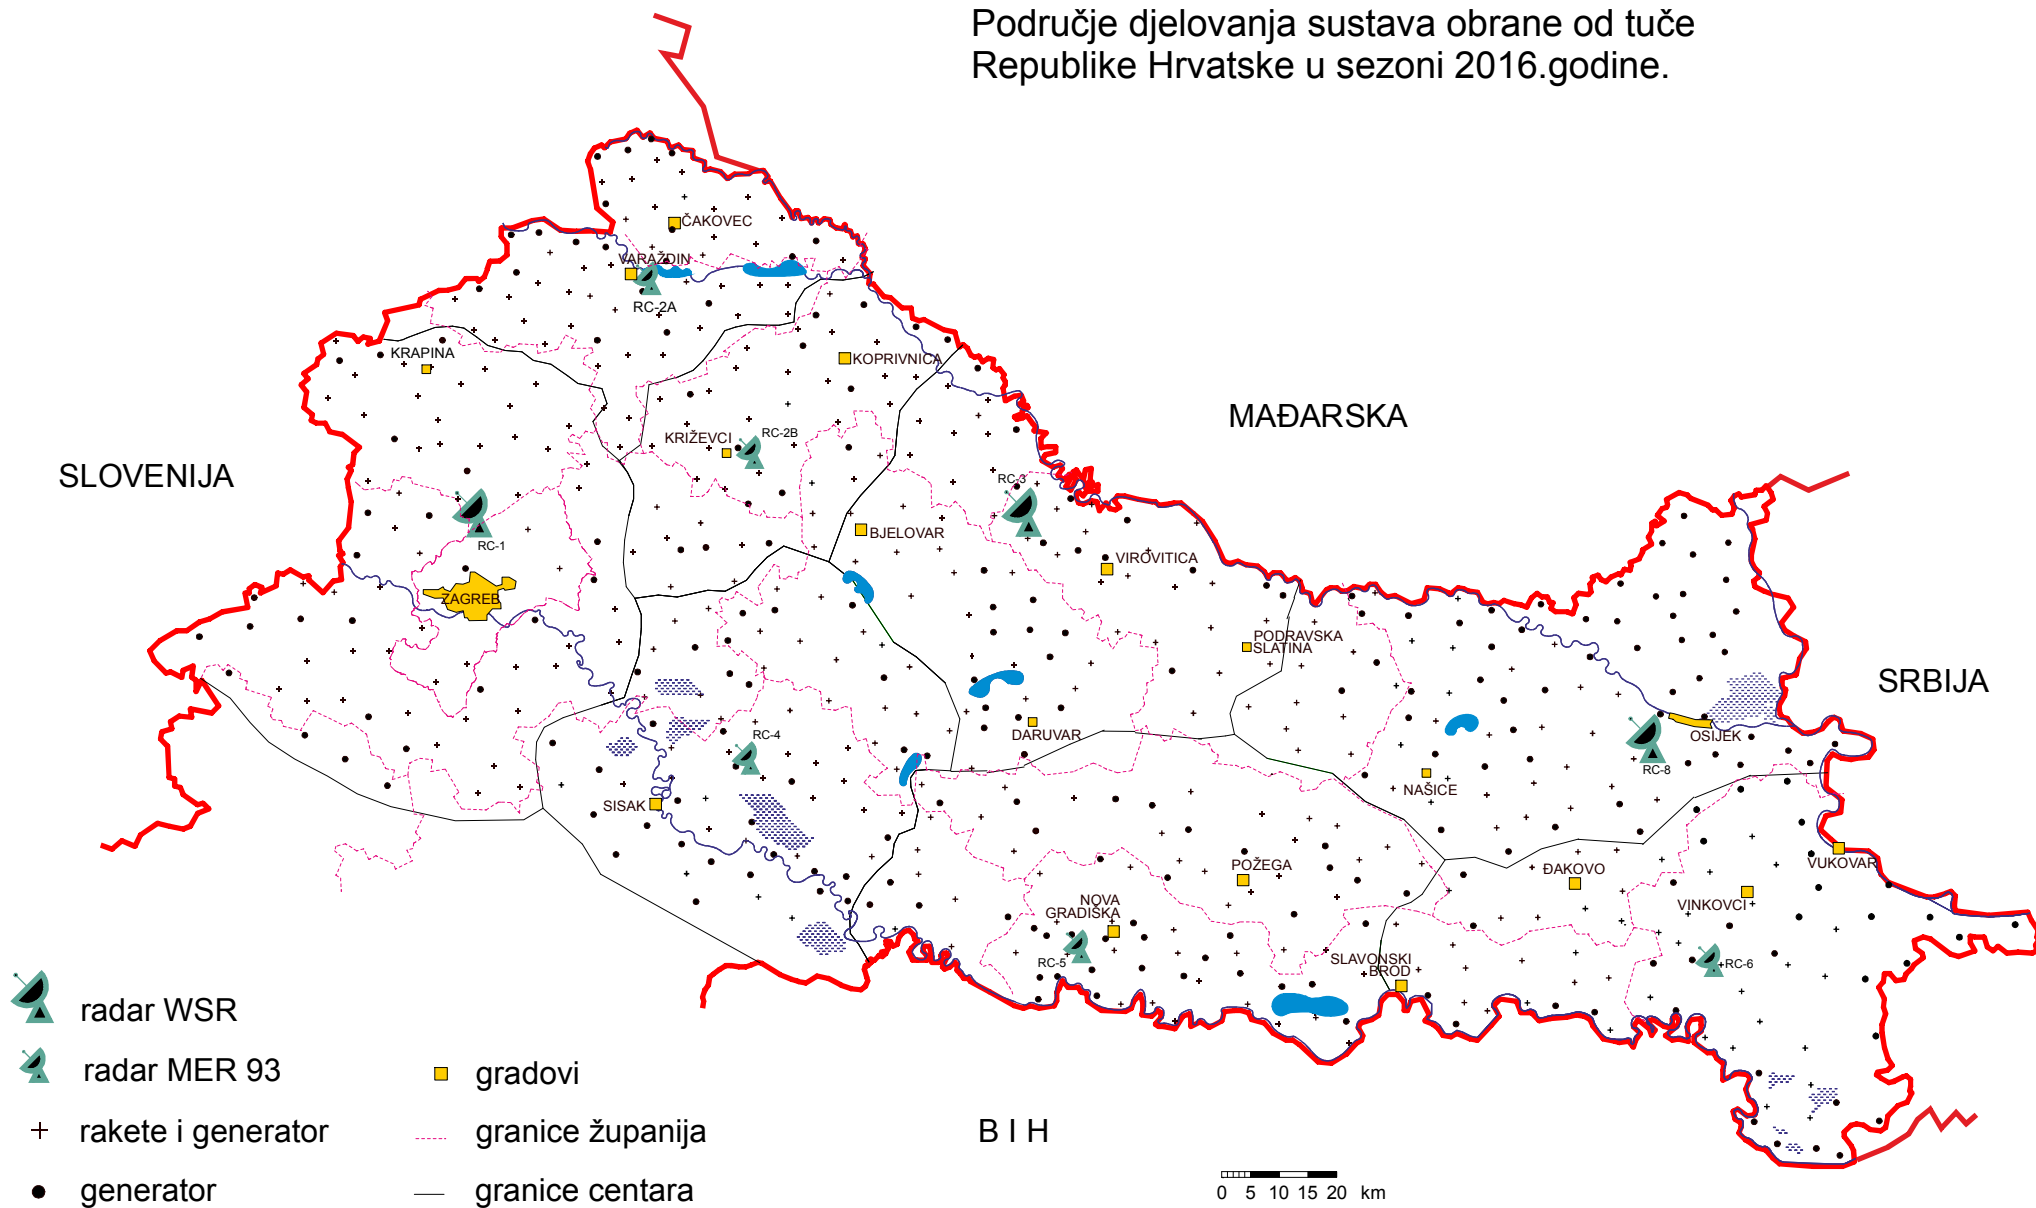 Područje djelovanja sustava obrane od tuče
Republike Hrvatske u sezoni 2016.godine.
ČAKOVEC
VARAŽDIN
RC-2A
KRAPINA
KOPRIVNICA
MAĐARSKA
KRIŽEVCI
RC-2B
SLOVENIJA
RC-3
RC-1
BJELOVAR
VIROVITICA
ZAGREB
PODRAVSKA
SLATINA
SRBIJA
DARUVAR
RC-4
OSIJEK
RC-8
NAŠICE
SISAK
VUKOVAR
POŽEGA
ĐAKOVO
NOVA
GRADIŠKA
VINKOVCI
RC-5
SLAVONSKI
BROD
RC-6
radar WSR
radar MER 93
rakete i generator
generator
gradovi
granice županija
granice centara
B I H
0 5 10 15 20 km